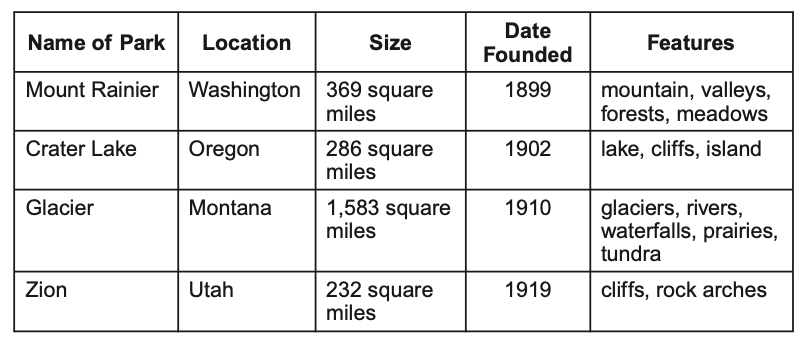 Name of Park Location Size Date Founded Features
Mount Rainier Washington 369 square miles 1899 mountain, valleys, forests, meadows
Crater Lake Oregon 286 square miles 1902 lake, cliffs, island
Glacier Montana 1,583 square miles 1910 glaciers, rivers, waterfalls, prairies, tundra
Zion Utah 232 square miles 1919 cliffs, rock arches